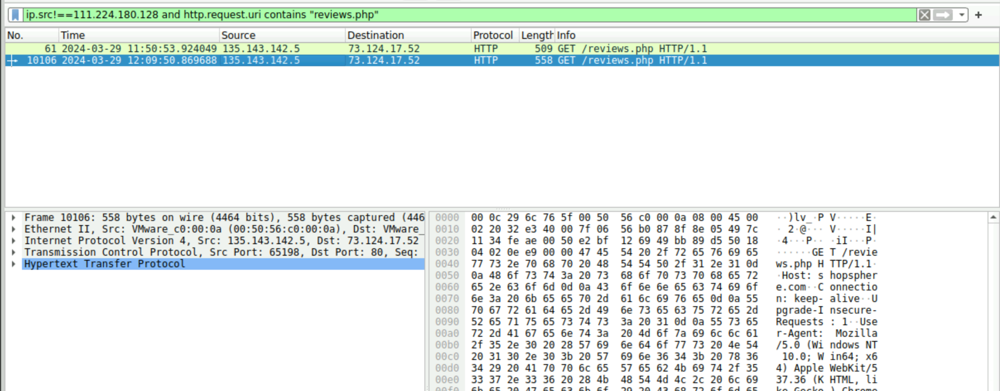 ip.src!==111.224.180.128 and http.request.uri contains "reviews.php"
No. Time Source Destination Protocol Length Info
61 2024-03-29 11:50:53.924049 135.143.142.5 73.124.17.52 HTTP 509 GET /reviews.php HTTP/1.1
10106 2024-03-29 12:09:50.869688 135.143.142.5 73.124.17.52 HTTP 558 GET /reviews.php HTTP/1.1
Frame 10106: 558 bytes on wire (4464 bits), 558 bytes captured (446
Ethernet II, Src: VMware_c0:00:0a (00:50:56:c0:00:0a), Dst: VMware_
Internet Protocol Version 4, Src: 135.143.142.5, Dst: 73.124.17.52
Transmission Control Protocol, Src Port: 65198, Dst Port: 80, Seq:
Hypertext Transfer Protocol
0000 00 0c 29 6c 76 5f 00 50 56 c0 00 0a 08 00 45 00 ··)lv_·P V·····E·
0010 02 20 32 e3 40 00 7f 06 56 b0 87 8f 8e 05 49 7c · 2·@··· V·····I|
0020 11 34 fe ae 00 50 e2 bf 12 69 49 bb 89 d5 50 18 ·4···P·· ·iI···P·
0030 04 02 0e e9 00 00 47 45 54 20 2f 72 65 76 69 65 ······GE T /revie
0040 77 73 2e 70 68 70 20 48 54 54 50 2f 31 2e 31 0d ws.php H TTP/1.1·
0050 0a 48 6f 73 74 3a 20 73 68 6f 70 73 70 68 65 72 ·Host: s hopspher
0060 65 2e 63 6f 6d 0d 0a 43 6f 6e 6e 65 63 74 69 6f e.com··C onnectio
0070 6e 3a 20 6b 65 65 70 2d 61 6c 69 76 65 0d 0a 55 n: keep- alive··U
0080 70 67 72 61 64 65 2d 49 6e 73 65 63 75 72 65 2d pgrade-I nsecure-
0090 52 65 71 75 65 73 74 73 3a 20 31 0d 0a 55 73 65 Requests : 1··Use
00a0 72 2d 41 67 65 6e 74 3a 20 4d 6f 7a 69 6c 6c 61 r-Agent: Mozilla
00b0 2f 35 2e 30 20 28 57 69 6e 64 6f 77 73 20 4e 54 /5.0 (Wi ndows NT
00c0 20 31 30 2e 30 3b 20 57 69 6e 36 34 3b 20 78 36 10.0; W in64; x6
00d0 34 29 20 41 70 70 6c 65 57 65 62 4b 69 74 2f 35 4) Apple WebKit/5
00e0 33 37 2e 33 36 20 28 4b 48 54 4d 4c 2c 20 6c 69 37.36 (K HTML, li
00f0 6b 65 20 47 65 63 6b 6f 29 20 43 68 72 6f 6d 65 ke Gecko ) Chrome